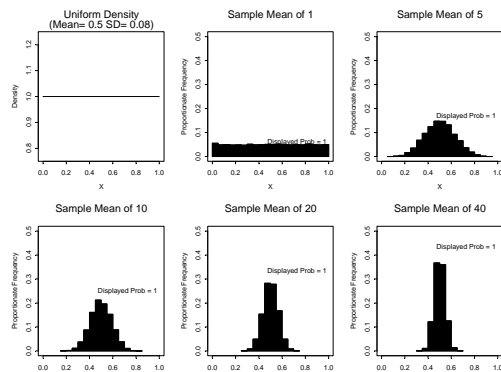 Uniform Density
(Mean= 0.5 SD= 0.08)
Density
0.8 0.9 1.0 1.1 1.2
0.0 0.2 0.4 0.6 0.8 1.0
X
Sample Mean of 1
Proportionate Frequency
0.0 0.1 0.2 0.3 0.4 0.5
Displayed Prob = 1
0.0 0.2 0.4 0.6 0.8 1.0
X
Sample Mean of 5
Proportionate Frequency
0.0 0.1 0.2 0.3 0.4 0.5
Displayed Prob = 1
0.0 0.2 0.4 0.6 0.8 1.0
X
Sample Mean of 10
Proportionate Frequency
0.0 0.1 0.2 0.3 0.4 0.5
Displayed Prob = 1
0.0 0.2 0.4 0.6 0.8 1.0
Sample Mean of 20
Proportionate Frequency
0.0 0.1 0.2 0.3 0.4 0.5
Displayed Prob = 1
0.0 0.2 0.4 0.6 0.8 1.0
Sample Mean of 40
Proportionate Frequency
0.0 0.1 0.2 0.3 0.4 0.5
Displayed Prob = 1
0.0 0.2 0.4 0.6 0.8 1.0